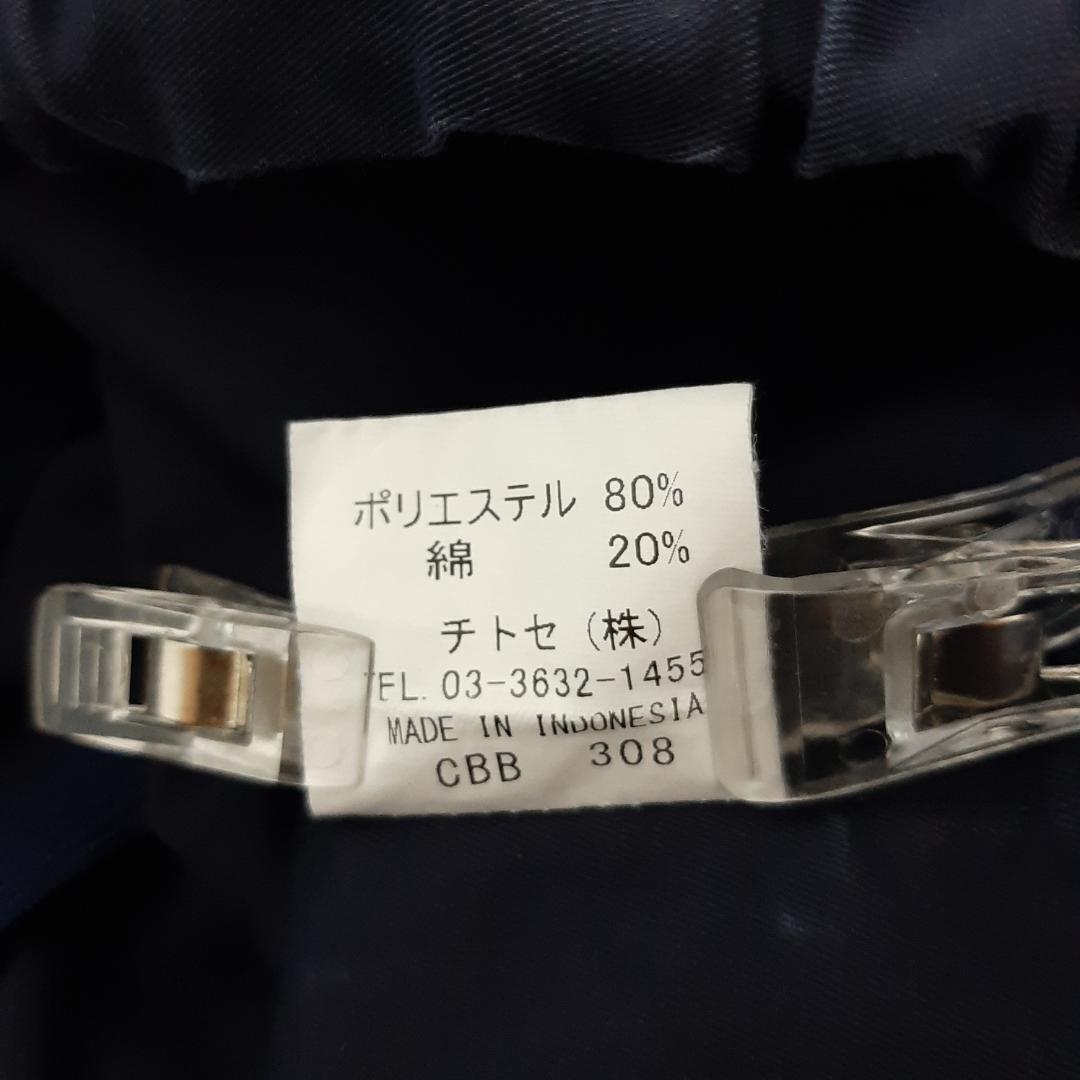 ポリエステル 80%
綿 20%
チトセ (株)
TEL. 03-3632-1455
MADE IN INDONESIA
CBB 308